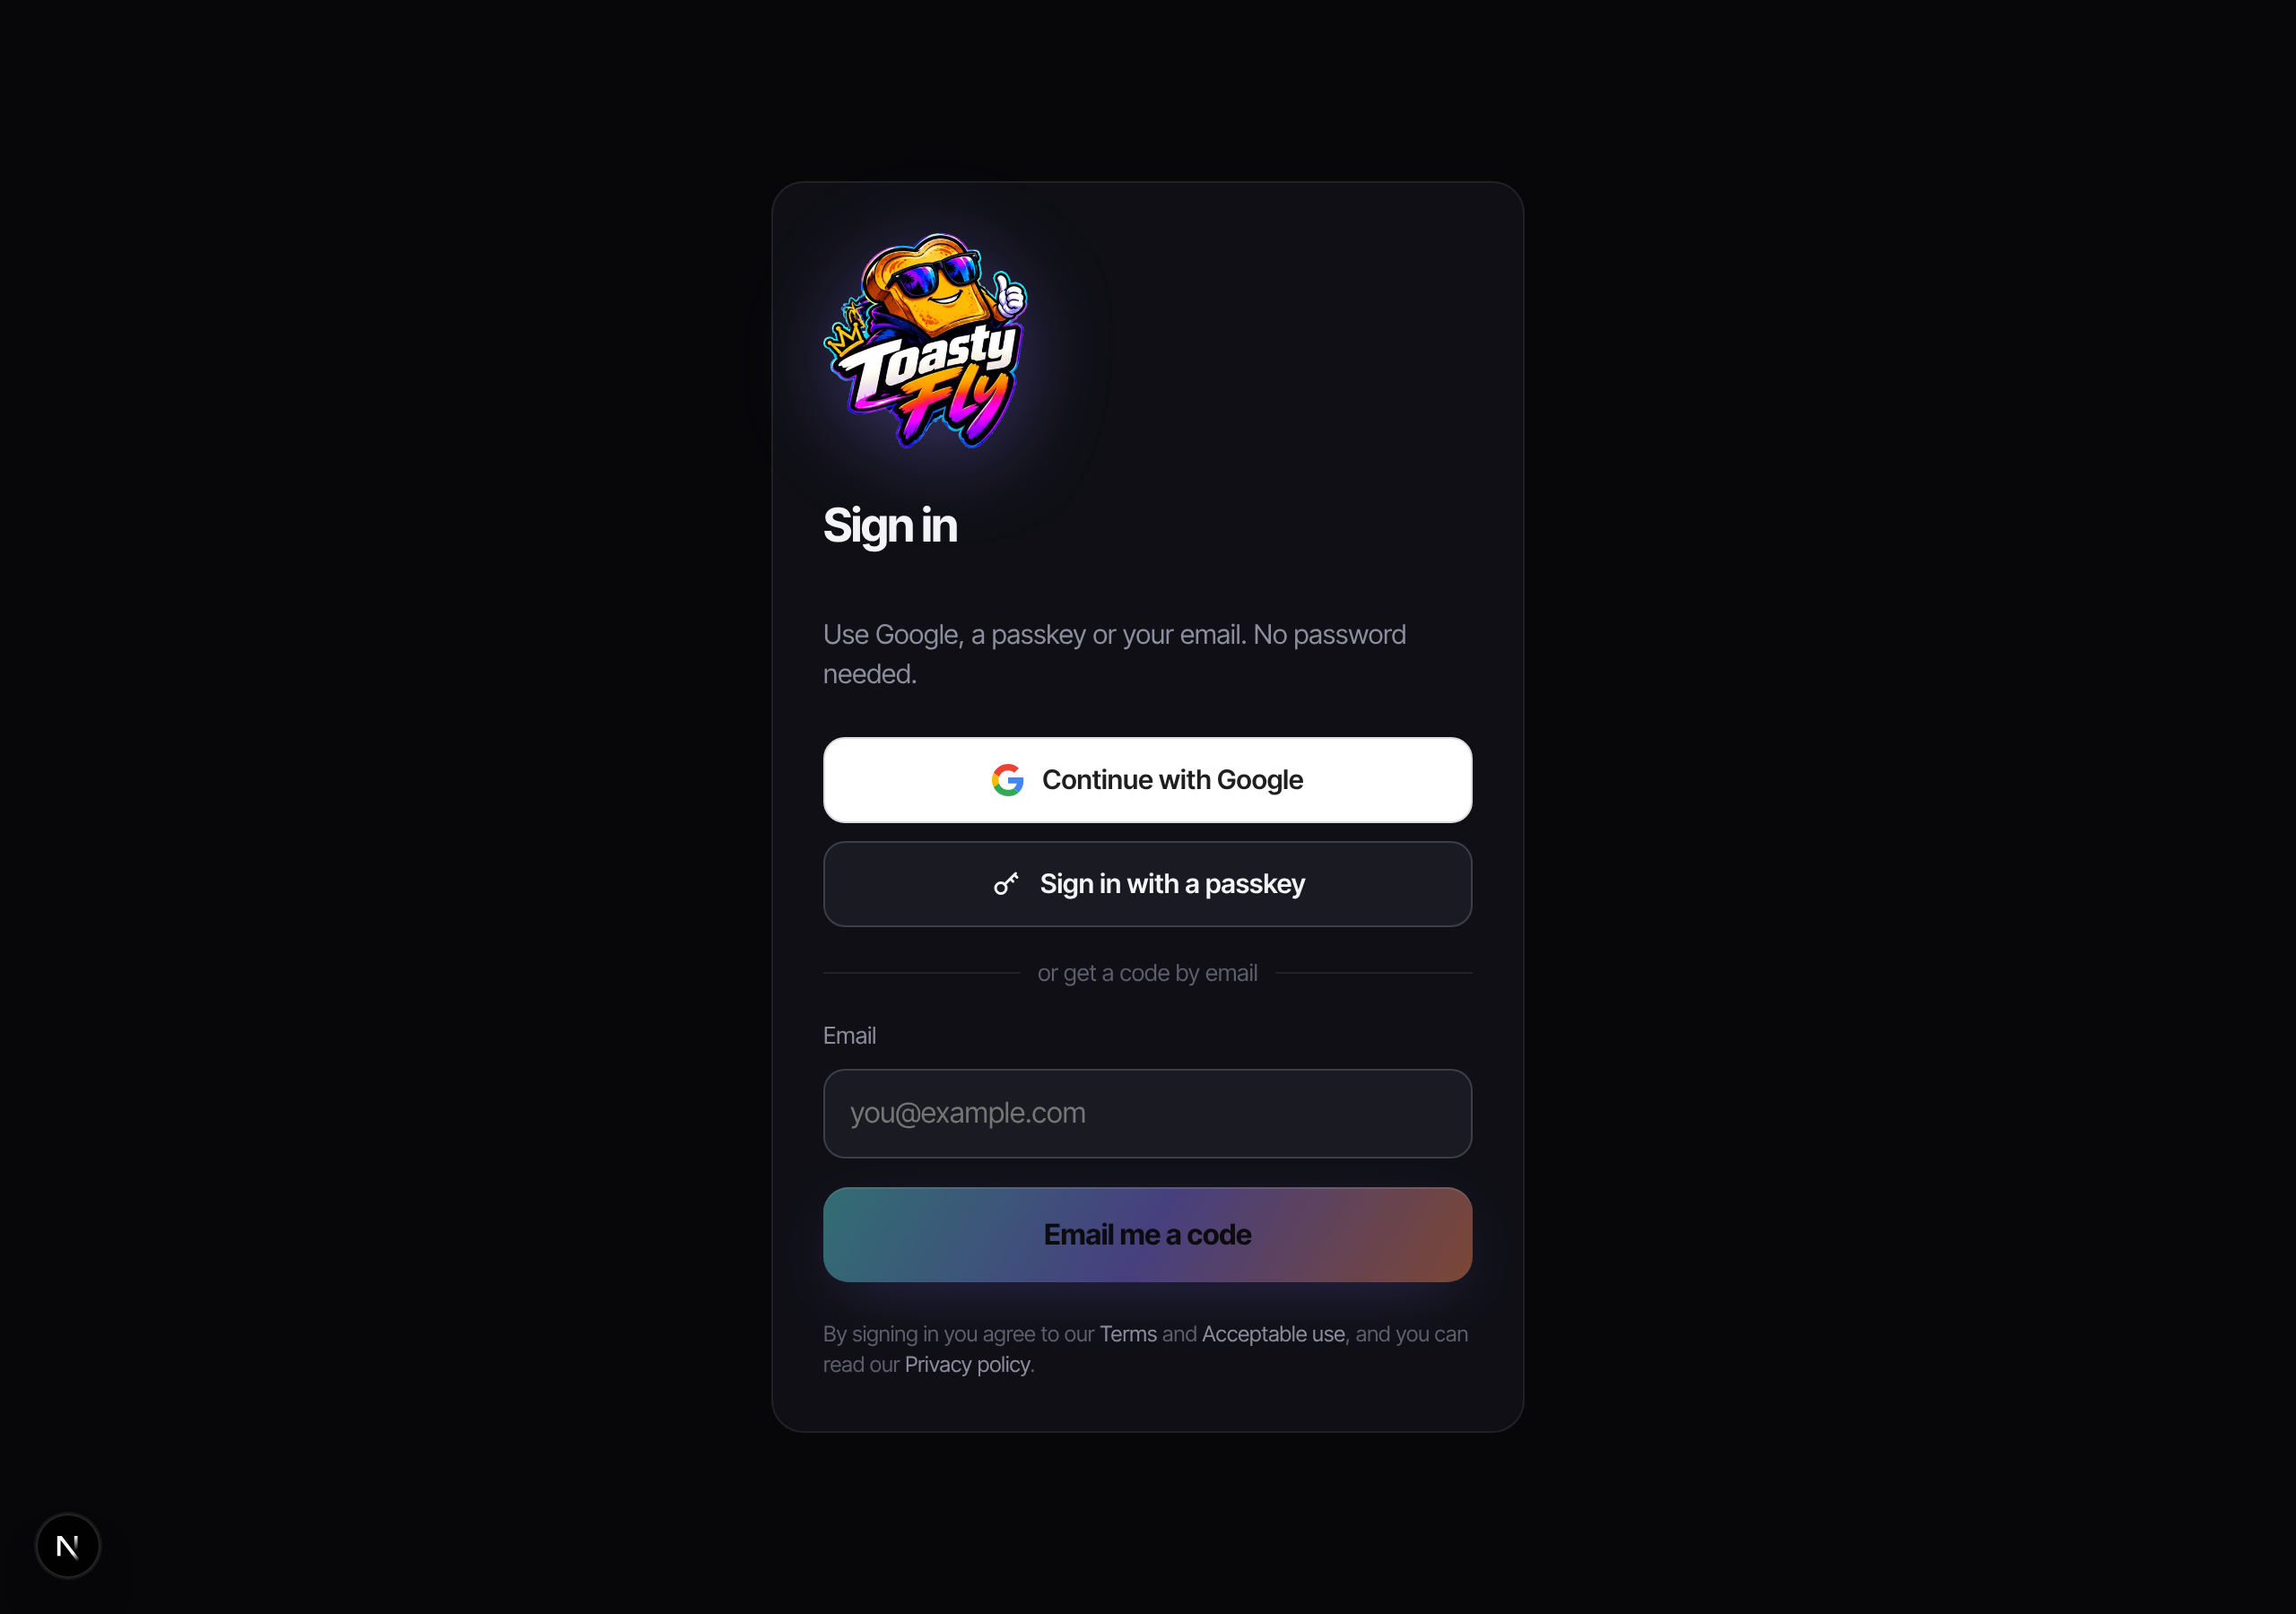 Toasty
Fly
Sign in
Use Google, a passkey or your email. No password
needed.
Continue with Google
Sign in with a passkey
or get a code by email
Email
you@example.com
Email me a code
By signing in you agree to our Terms and Acceptable use, and you can
read our Privacy policy.
N